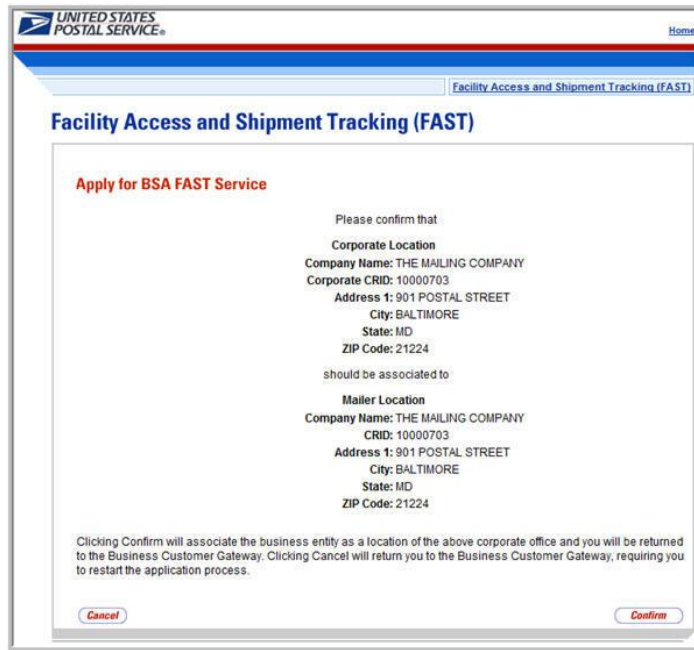 UNITED STATES
POSTAL SERVICE®
Home
Facility Access and Shipment Tracking (FAST)
Facility Access and Shipment Tracking (FAST)
Apply for BSA FAST Service
Please confirm that
Corporate Location
Company Name: THE MAILING COMPANY
Corporate CRID: 10000703
Address 1: 901 POSTAL STREET
City: BALTIMORE
State: MD
ZIP Code: 21224
should be associated to
Mailer Location
Company Name: THE MAILING COMPANY
CRID: 10000703
Address 1: 901 POSTAL STREET
City: BALTIMORE
State: MD
ZIP Code: 21224
Clicking Confirm will associate the business entity as a location of the above corporate office and you will be returned
to the Business Customer Gateway. Clicking Cancel will return you to the Business Customer Gateway, requiring you
to restart the application process.
Cancel
Confirm